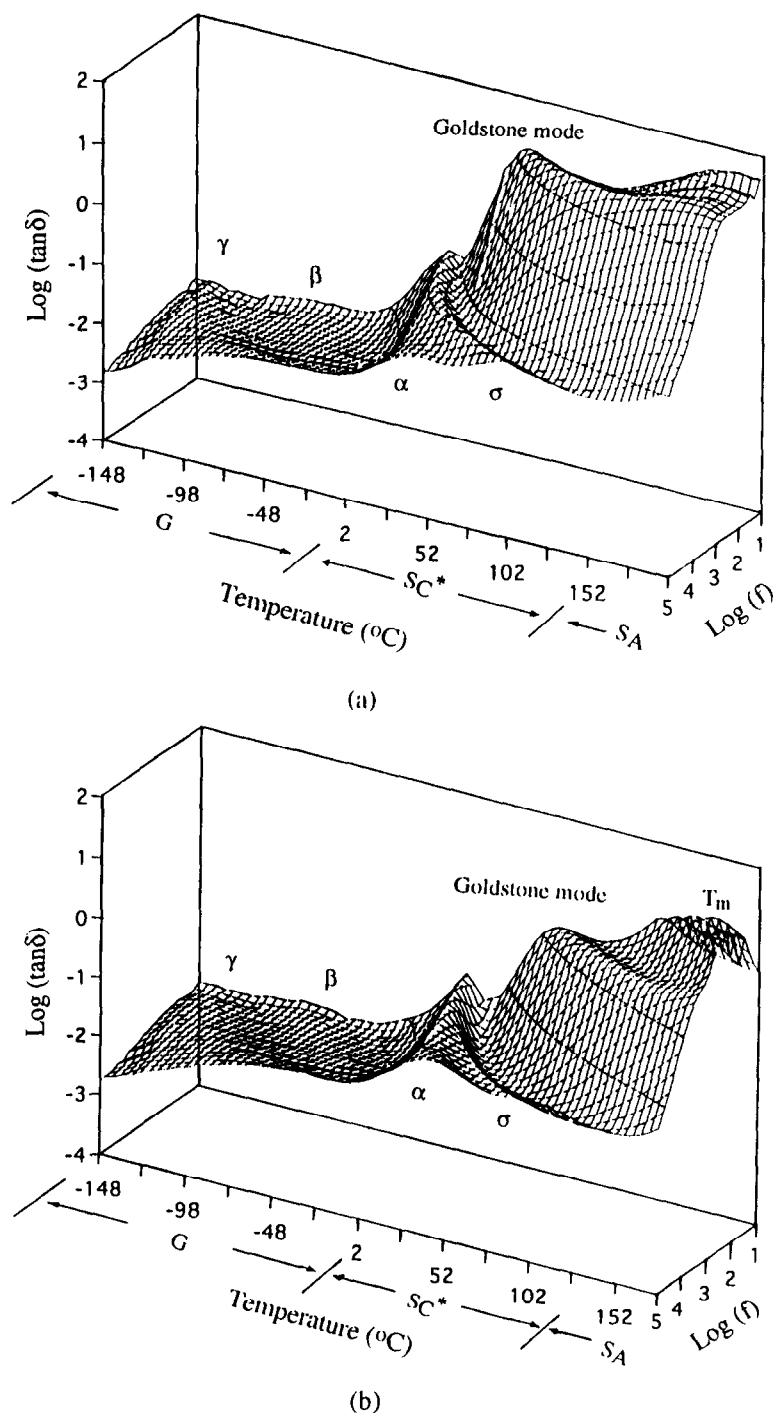 2
1
0
-1
-2
-3
-4
Log (tanδ)
Goldstone mode
γ
β
α
σ
-148
-98
-48
2
52
102
152
5
4
3
2
1
G
SC*
SA
Temperature (oC)
Log (f)
(a)
2
1
0
-1
-2
-3
-4
Log (tanδ)
Goldstone mode
Tm
γ
β
α
σ
-148
-98
-48
2
52
102
152
5
4
3
2
1
G
SC*
SA
Temperature (oC)
Log (f)
(b)